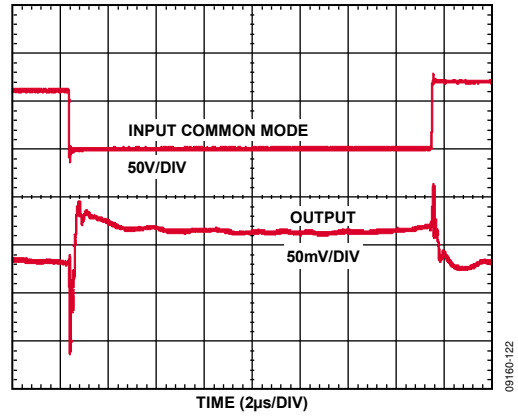 INPUT COMMON MODE
50V/DIV
OUTPUT
50mV/DIV
TIME (2µs/DIV)
09160-122